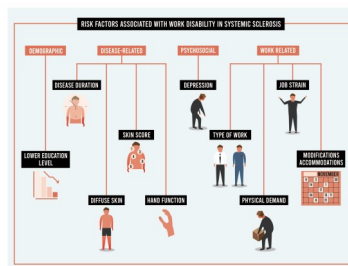 RISK FACTORS ASSOCIATED WITH WORK DISABILITY IN SYSTEMIC SCLEROSIS
DEMOGRAPHIC
DISEASE-RELATED
PSYCHOSOCIAL
WORK RELATED
DISEASE DURATION
DEPRESSION
JOB STRAIN
SKIN SCORE
TYPE OF WORK
LOWER EDUCATION
LEVEL
MODIFICATIONS
ACCOMMODATIONS
NOVEMBER
DIFFUSE SKIN
HAND FUNCTION
PHYSICAL DEMAND